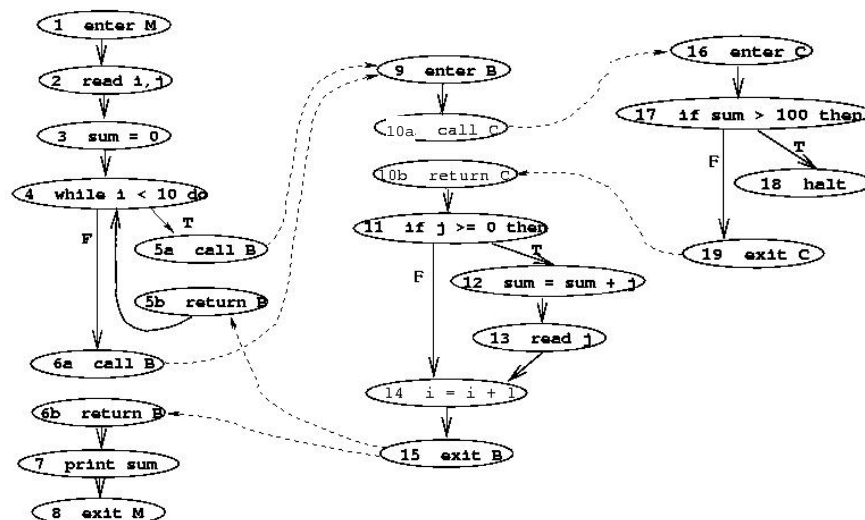 1 enter M
2 read i,j
3 sum = 0
4 while i < 10 do
T
F
5a call B
5b return B
6a call B
6b return B
7 print sum
8 exit M
9 enter B
10a call C
10b return C
11 if j >= 0 then
T
F
12 sum = sum + j
13 read j
14 i = i + 1
15 exit B
16 enter C
17 if sum > 100 then
T
F
18 halt
19 exit C